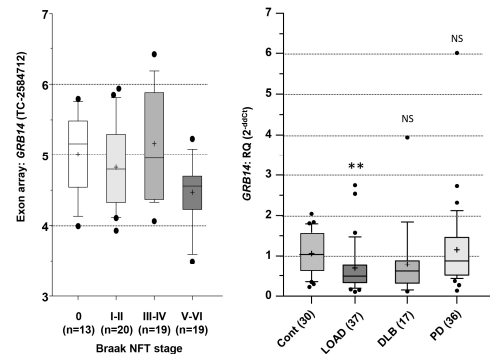 Exon array: GRB14 (TC-2584712)
7
6
5
4
3
+
+
+
+
0 I-II III-IV V-VI
(n=13) (n=20) (n=19) (n=19)
Braak NFT stage
GRB14: RQ (2-ddCt)
7
6
5
4
3
2
1
0
NS
NS
**
+
+
+
+
Cont (30)
LOAD (37)
DLB (17)
PD (36)